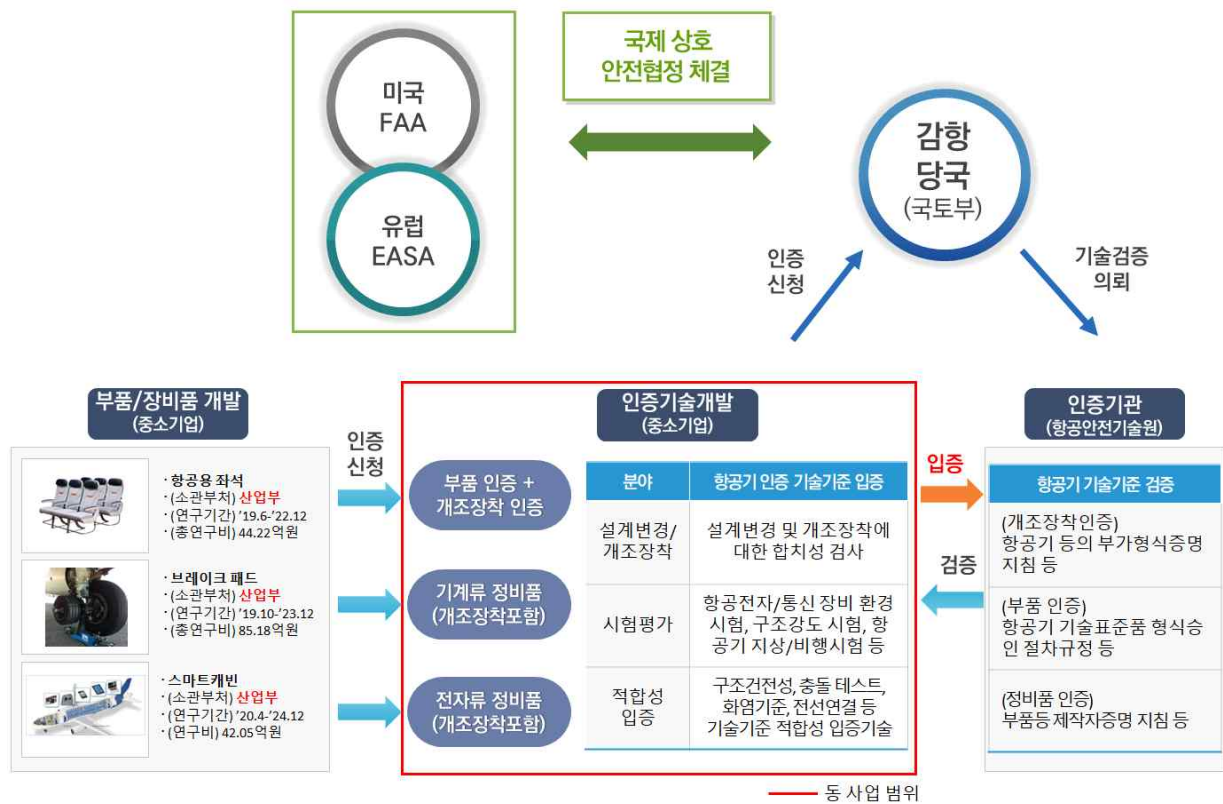 미국
FAA
유럽
EASA
국제 상호
안전협정 체결
감항
당국
(국토부)
인증
신청
기술검증
의뢰
부품/장비품 개발
(중소기업)
· 항공용 좌석
· (소관부처) 산업부
· (연구기간) ’19.6-’22.12
· (총연구비) 44.22억원
· 브레이크 패드
· (소관부처) 산업부
· (연구기간) ’19.10-’23.12
· (총연구비) 85.18억원
· 스마트캐빈
· (소관부처) 산업부
· (연구기간) ’20.4-’24.12
· (연구비) 42.05억원
인증
신청
인증기술개발
(중소기업)
부품 인증 +
개조장착 인증
기계류 정비품
(개조장착포함)
전자류 정비품
(개조장착포함)
분야
항공기 인증 기술기준 입증
설계변경/
개조장착
설계변경 및 개조장착에
대한 합치성 검사
시험평가
항공전자/통신 장비 환경
시험, 구조강도 시험, 항
공기 지상/비행시험 등
적합성
입증
구조건전성, 충돌 테스트,
화염기준, 전선연결 등
기술기준 적합성 입증기술
입증
검증
인증기관
(항공안전기술원)
항공기 기술기준 검증
(개조장착인증)
항공기 등의 부가형식증명
지침 등
(부품 인증)
항공기 기술표준품 형식승
인 절차규정 등
(정비품 인증)
부품등 제작자증명 지침 등
동 사업 범위